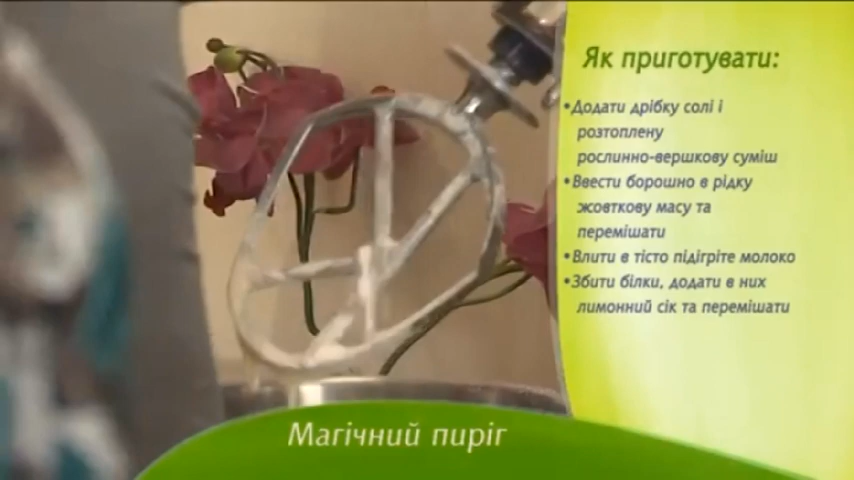 Як приготувати:
•Додати дрібку солі і
розтоплену
рослинно-вершкову суміш
•Ввести борошно в рідку
жовткову масу та
перемішати
•Влити в тісто підігріте молоко
•Збити білки, додати в них
лимонний сік та перемішати
Магічний пиріг